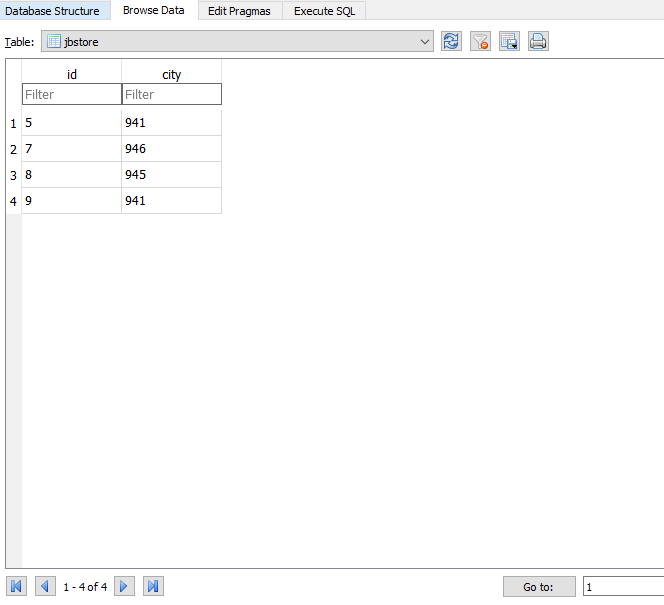 Database Structure Browse Data Edit Pragmas Execute SQL
Table: jbstore
id city
Filter Filter
1 5 941
2 7 946
3 8 945
4 9 941
1 - 4 of 4 Go to: 1